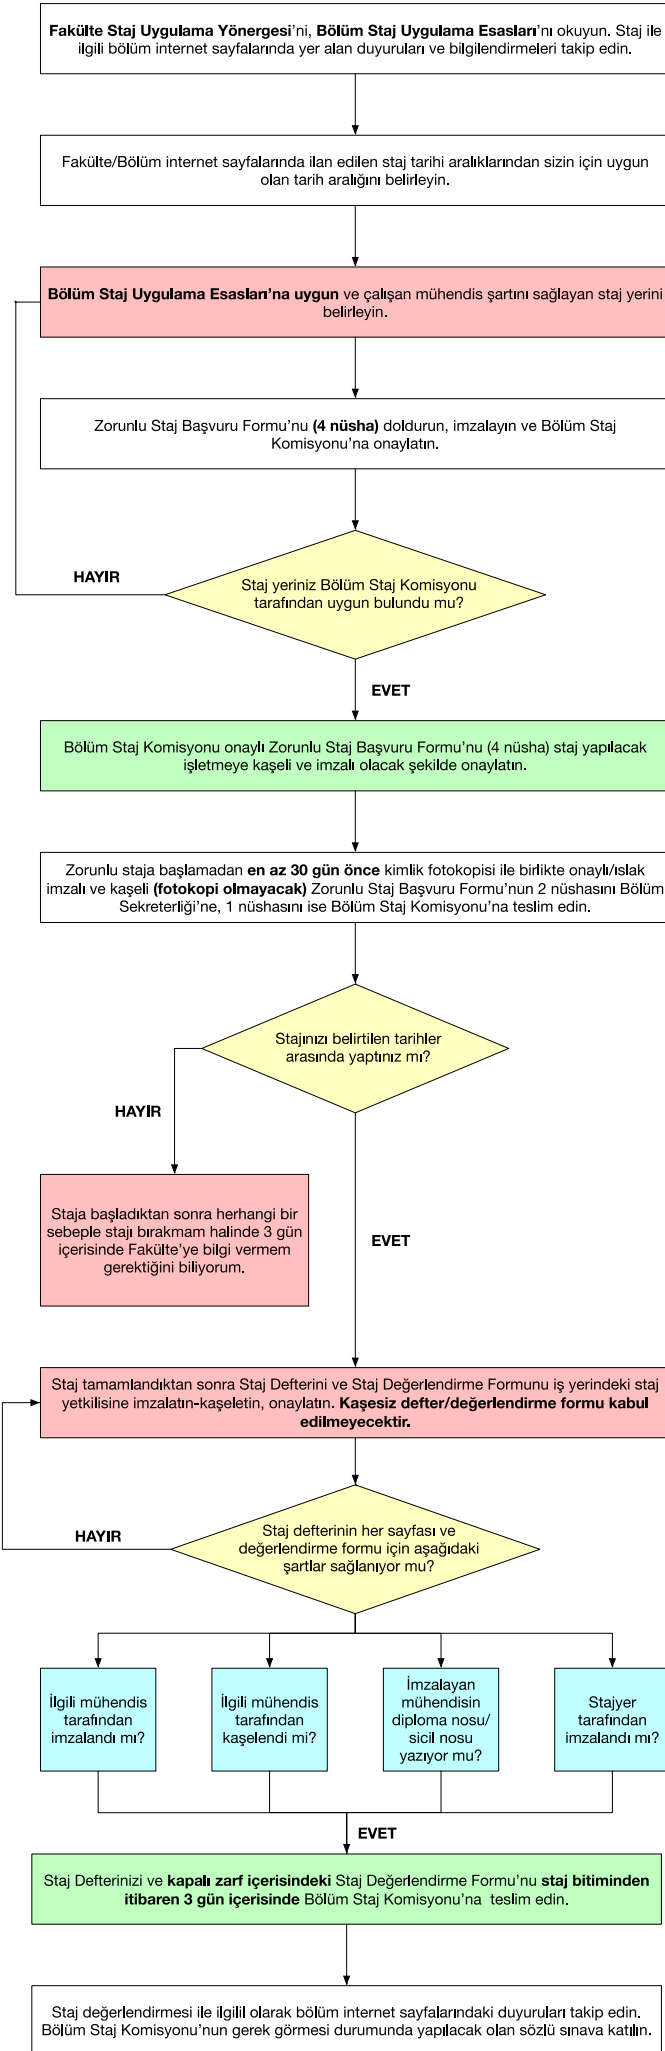 Fakülte Staj Uygulama Yönergesi'ni, Bölüm Staj Uygulama Esasları'nı okuyun. Staj ile
ilgili bölüm internet sayfalarında yer alan duyuruları ve bilgilendirmeleri takip edin.
Fakülte/Bölüm internet sayfalarında ilan edilen staj tarihi aralıklarından sizin için uygun
olan tarih aralığını belirleyin.
Bölüm Staj Uygulama Esasları'na uygun ve çalışan mühendis şartını sağlayan staj yerini
belirleyin.
Zorunlu Staj Başvuru Formu'nu (4 nüsha) doldurun, imzalayın ve Bölüm Staj
Komisyonu'na onaylatın.
HAYIR
Staj yeriniz Bölüm Staj Komisyonu
tarafından uygun bulundu mu?
EVET
Bölüm Staj Komisyonu onaylı Zorunlu Staj Başvuru Formu'nu (4 nüsha) staj yapılacak
işletmeye kaşeli ve imzalı olacak şekilde onaylatın.
Zorunlu staja başlamadan en az 30 gün önce kimlik fotokopisi ile birlikte onaylı/ıslak
imzalı ve kaşeli (fotokopi olmayacak) Zorunlu Staj Başvuru Formu'nun 2 nüshasını Bölüm
Sekreterliği'ne, 1 nüshasını ise Bölüm Staj Komisyonu'na teslim edin.
Stajınızı belirtilen tarihler
arasında yaptınız mı?
HAYIR
Staja başladıktan sonra herhangi bir
sebeple stajı bırakmam halinde 3 gün
içerisinde Fakülte'ye bilgi vermem
gerektiğini biliyorum.
EVET
Staj tamamlandıktan sonra Staj Defterini ve Staj Değerlendirme Formunu iş yerindeki staj
yetkilisine imzalatın-kaşeletin, onaylatın. Kaşesiz defter/değerlendirme formu kabul
edilmeyecektir.
HAYIR
Staj defterinin her sayfası ve
değerlendirme formu için aşağıdaki
şartlar sağlanıyor mu?
İlgili mühendis
tarafından
imzalandı mı?
İlgili mühendis
tarafından
kaşelendi mi?
İmzalayan
mühendisin
diploma nosu/
sicil nosu
yazıyor mu?
Stajyer
tarafından
imzalandı mı?
EVET
Staj Defterinizi ve kapalı zarf içerisindeki Staj Değerlendirme Formu'nu staj bitiminden
itibaren 3 gün içerisinde Bölüm Staj Komisyonu'na teslim edin.
Staj değerlendirmesi ile ilgilil olarak bölüm internet sayfalarındaki duyuruları takip edin.
Bölüm Staj Komisyonu'nun gerek görmesi durumunda yapılacak olan sözlü sınava katılın.